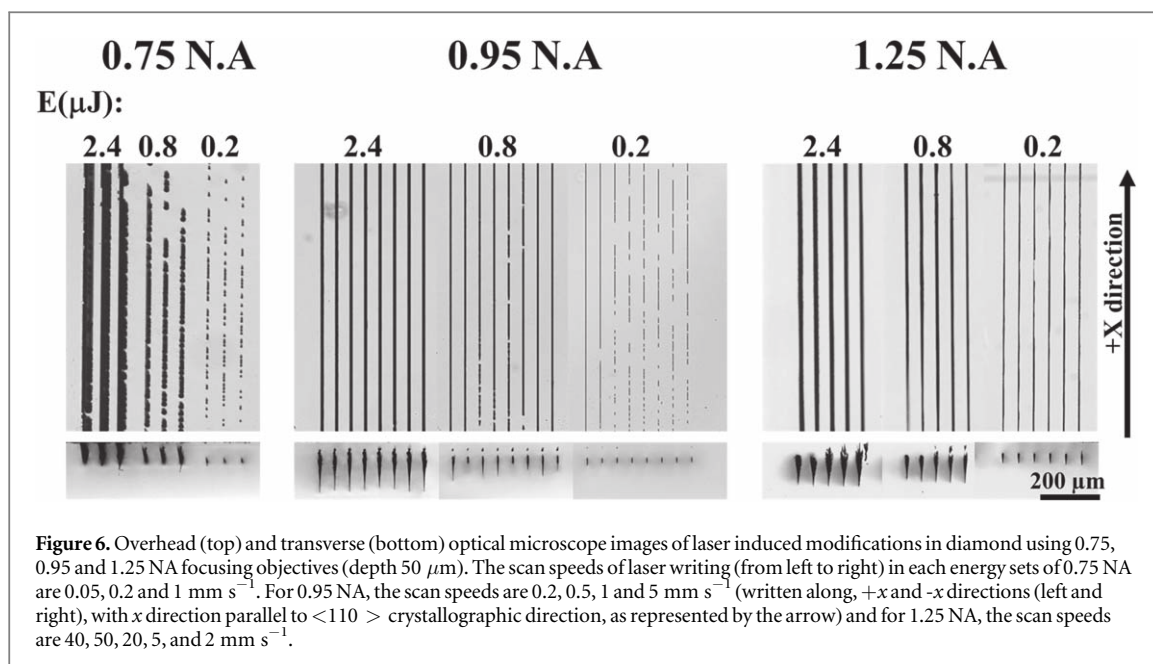 0.75 N.A 0.95 N.A 1.25 N.A
E(μJ):
2.4 0.8 0.2 2.4 0.8 0.2 2.4 0.8 0.2
+X direction
200 μm
Figure 6. Overhead (top) and transverse (bottom) optical microscope images of laser induced modifications in diamond using 0.75,
0.95 and 1.25 NA focusing objectives (depth 50 μm). The scan speeds of laser writing (from left to right) in each energy sets of 0.75 NA
are 0.05, 0.2 and 1 mm s⁻¹. For 0.95 NA, the scan speeds are 0.2, 0.5, 1 and 5 mm s⁻¹ (written along, +x and -x directions (left and
right), with x direction parallel to <110 > crystallographic direction, as represented by the arrow) and for 1.25 NA, the scan speeds
are 40, 50, 20, 5, and 2 mm s⁻¹.